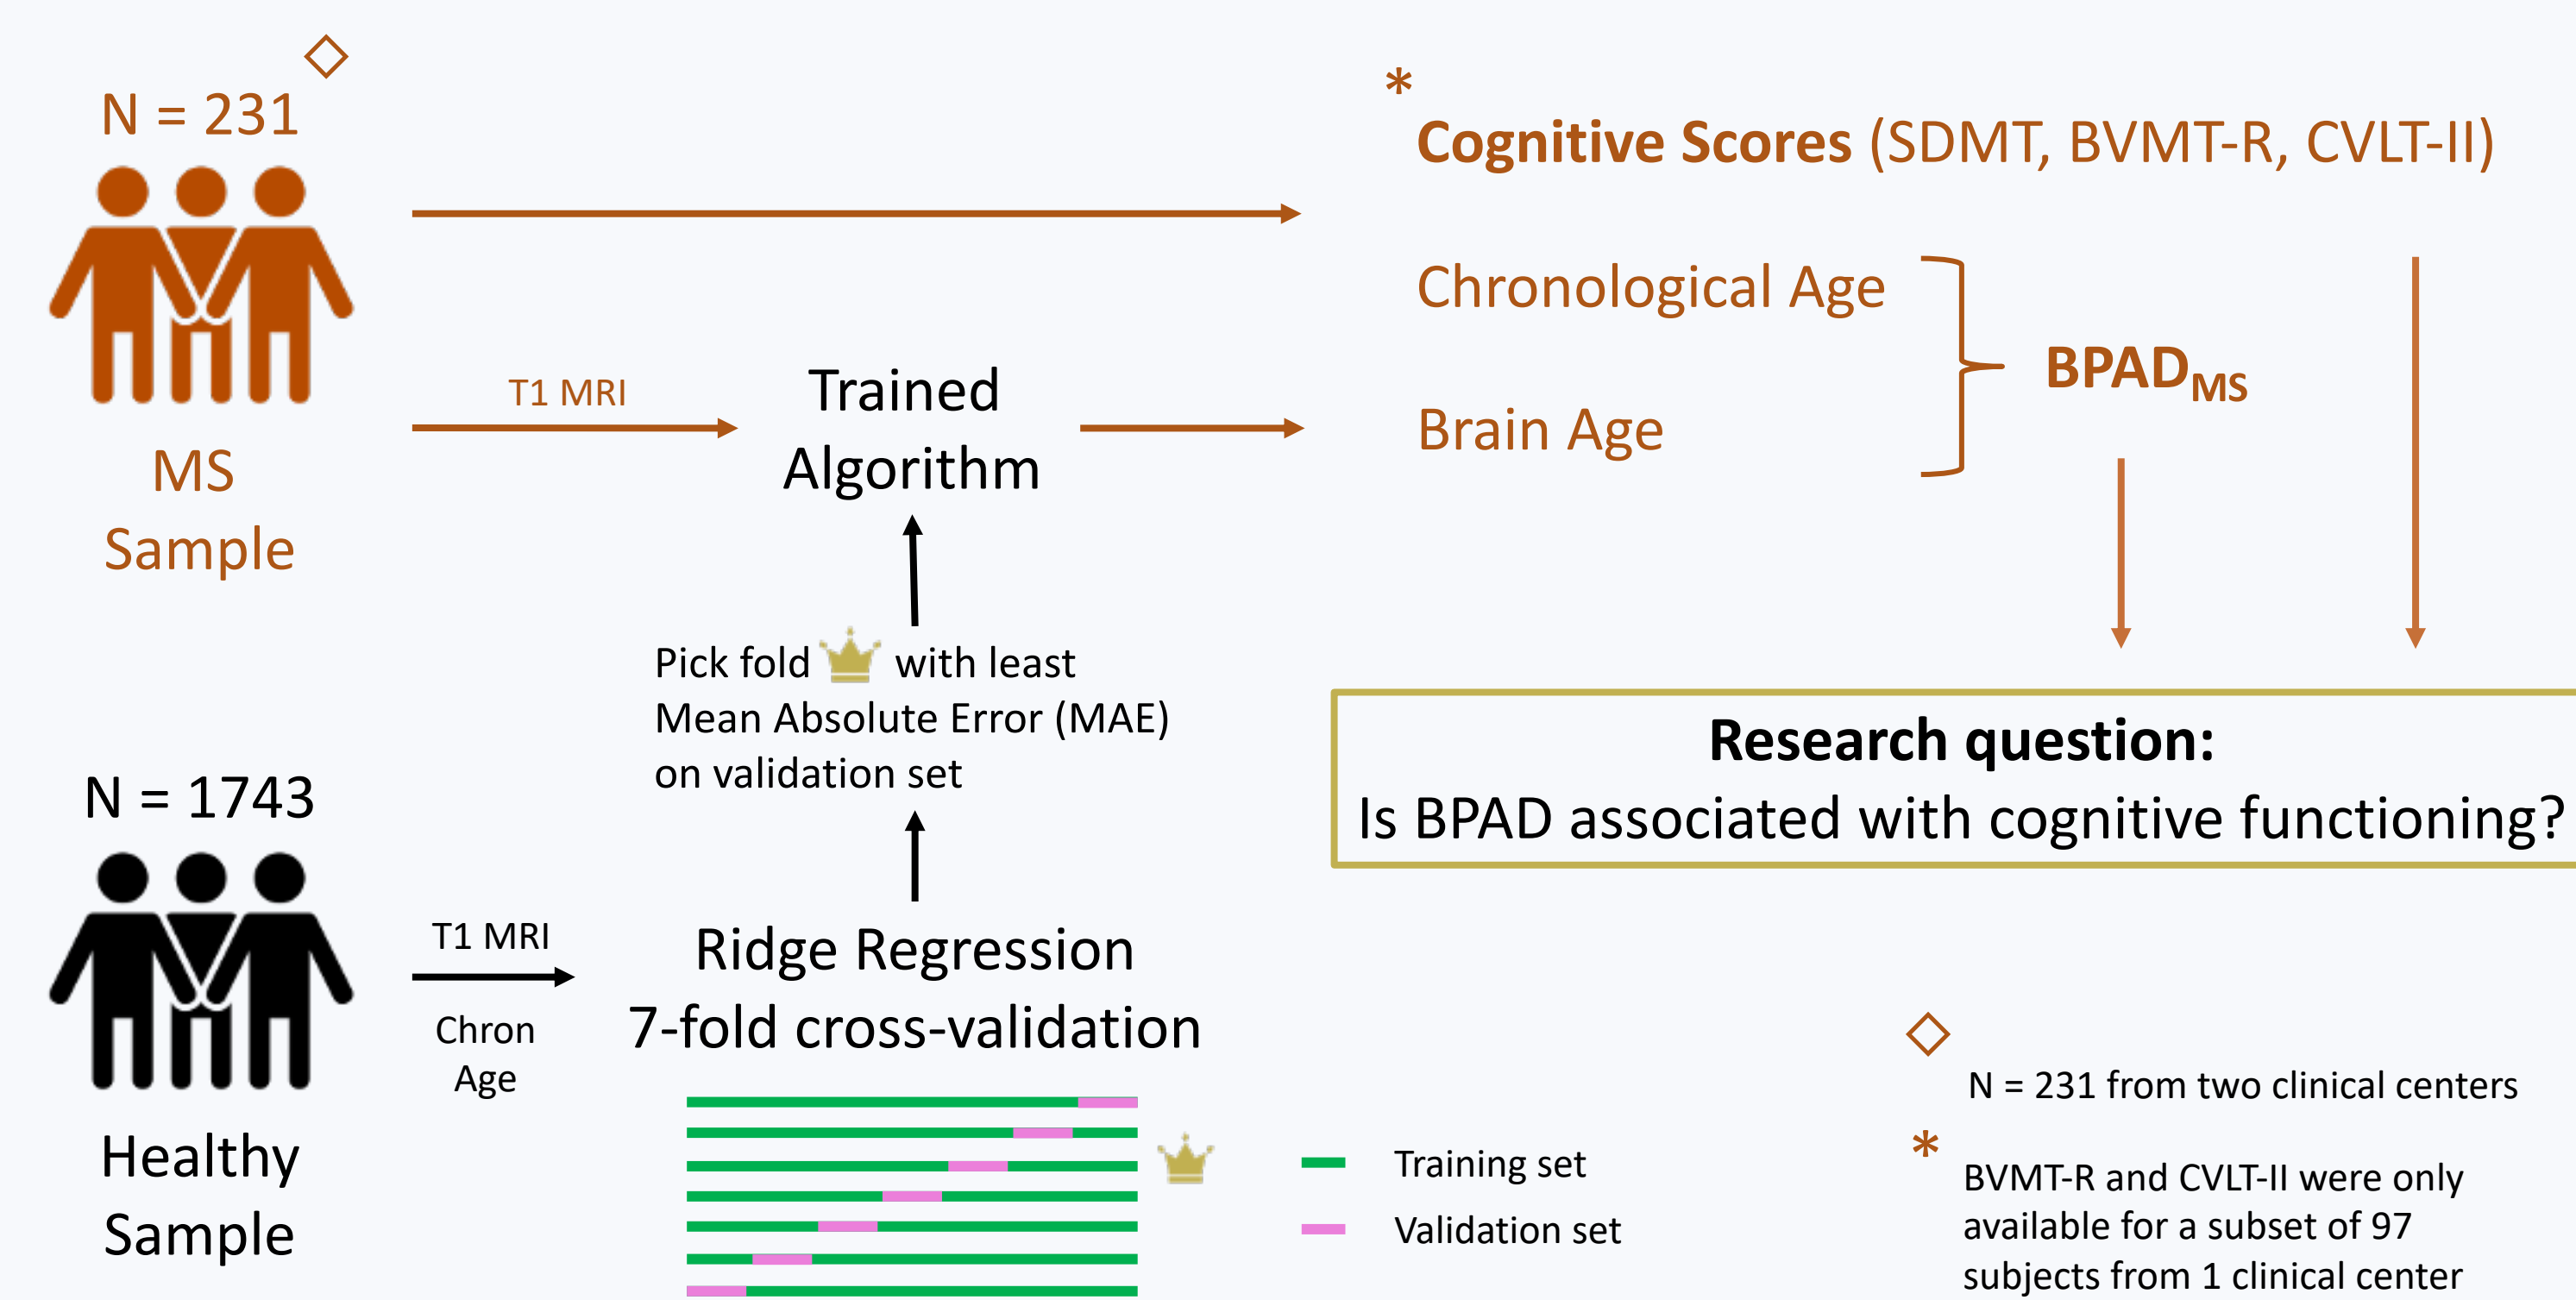 ◇
N = 231
MS
Sample
T1 MRI
Trained
Algorithm
*
Cognitive Scores (SDMT, BVMT-R, CVLT-II)
Chronological Age
Brain Age
BPAD_MS
Pick fold with least
Mean Absolute Error (MAE)
on validation set
Research question:
Is BPAD associated with cognitive functioning?
N = 1743
Healthy
Sample
T1 MRI
Chron
Age
Ridge Regression
7-fold cross-validation
Training set
Validation set
◇
N = 231 from two clinical centers
*
BVMT-R and CVLT-II were only
available for a subset of 97
subjects from 1 clinical center